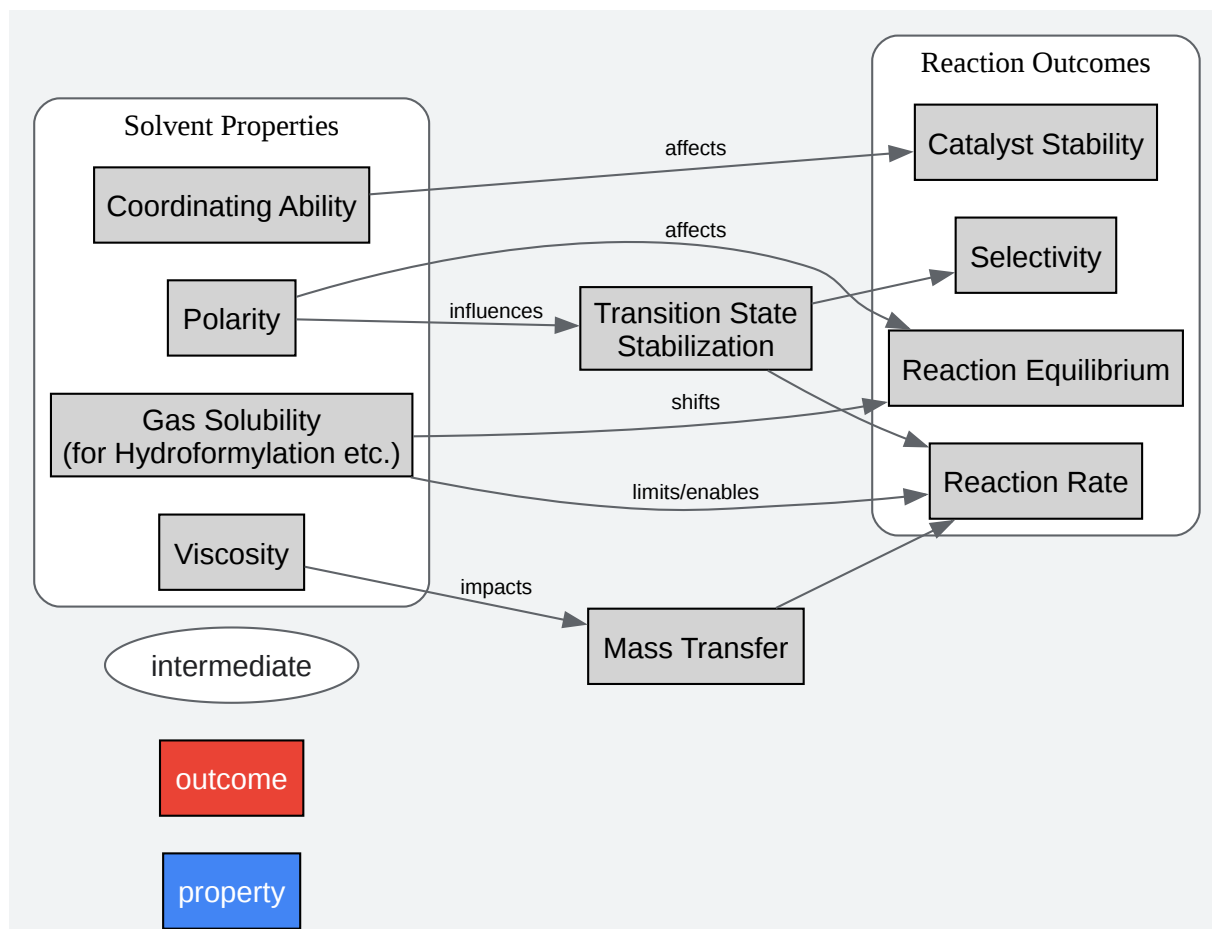 Solvent Properties
Coordinating Ability
Polarity
Gas Solubility
(for Hydroformylation etc.)
Viscosity
intermediate
outcome
property
affects
affects
influences
shifts
limits/enables
impacts
Transition State
Stabilization
Mass Transfer
Reaction Outcomes
Catalyst Stability
Selectivity
Reaction Equilibrium
Reaction Rate